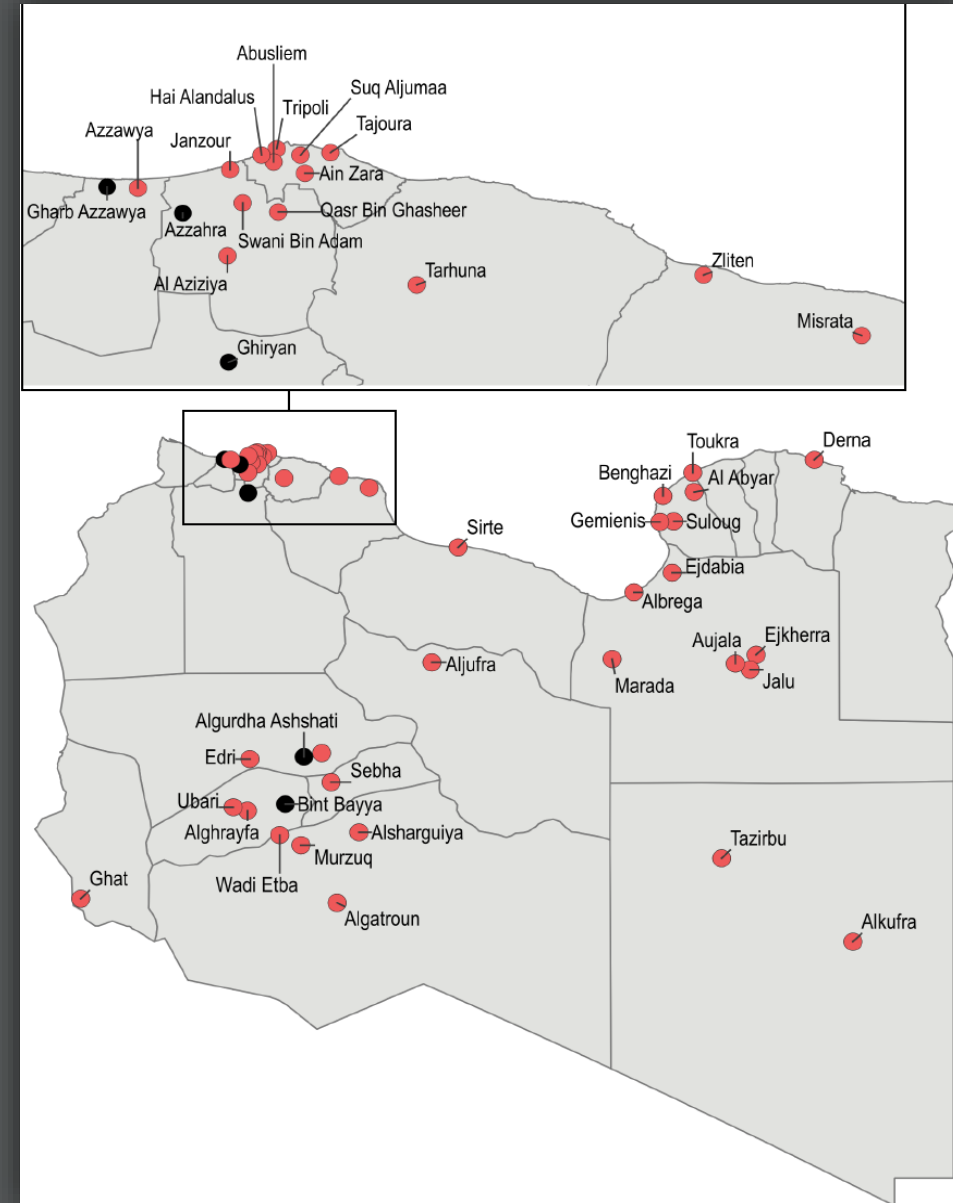 Abusliem
Suq Aljumaa
Hai Alandalus
Tripoli
Tajoura
Azzawya
Janzour
Ain Zara
Gharb Azzawya
Qasr Bin Ghasheer
Azzahra
Swani Bin Adam
Zliten
Tarhuna
Al Aziziya
Misrata
Ghiryan
Toukra
Derna
Benghazi
Al Abyar
Gemienis
Suloug
Sirte
Ejdabia
Albrega
Aujala
Ejkherra
Aljufra
Marada
Jalu
Algurdha Ashshati
Edri
Sebha
Ubari
Bint Bayya
Alghrayfa
Alsharguiya
Murzuq
Tazirbu
Ghat
Wadi Etba
Algatroun
Alkufra